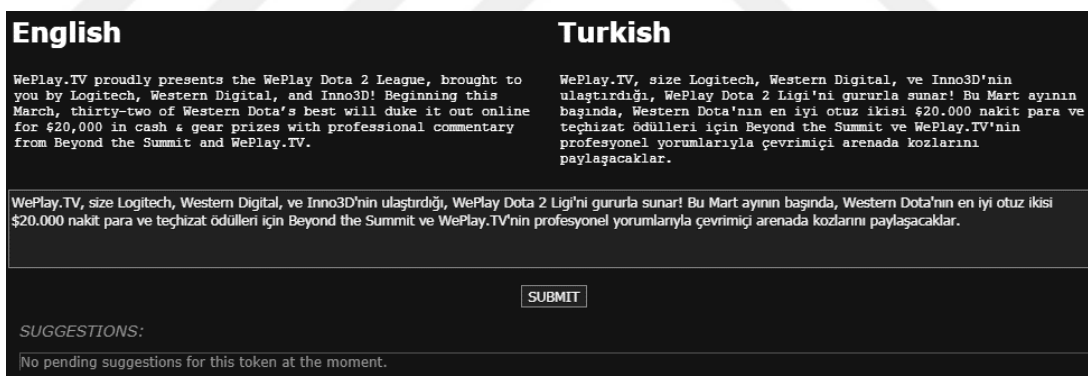 English
WePlay.TV proudly presents the WePlay Dota 2 League, brought to
you by Logitech, Western Digital, and Inno3D! Beginning this
March, thirty-two of Western Dota's best will duke it out online
for $20,000 in cash & gear prizes with professional commentary
from Beyond the Summit and WePlay.TV.
Turkish
WePlay.TV, size Logitech, Western Digital, ve Inno3D'nin
ulaştırdığı, WePlay Dota 2 Ligi'ni gururla sunar! Bu Mart ayının
başında, Western Dota'nın en iyi otuz ikisi $20.000 nakit para ve
teçhizat ödülleri için Beyond the Summit ve WePlay.TV'nin
profesyonel yorumlarıyla çevrimiçi arenada kozlarını
paylaşacaklar.
WePlay.TV, size Logitech, Western Digital, ve Inno3D'nin ulaştırdığı, WePlay Dota 2 Ligi'ni gururla sunar! Bu Mart ayının başında, Western Dota'nın en iyi otuz ikisi
$20.000 nakit para ve teçhizat ödülleri için Beyond the Summit ve WePlay.TV'nin profesyonel yorumlarıyla çevrimiçi arenada kozlarını paylaşacaklar.
SUBMIT
SUGGESTIONS:
No pending suggestions for this token at the moment.